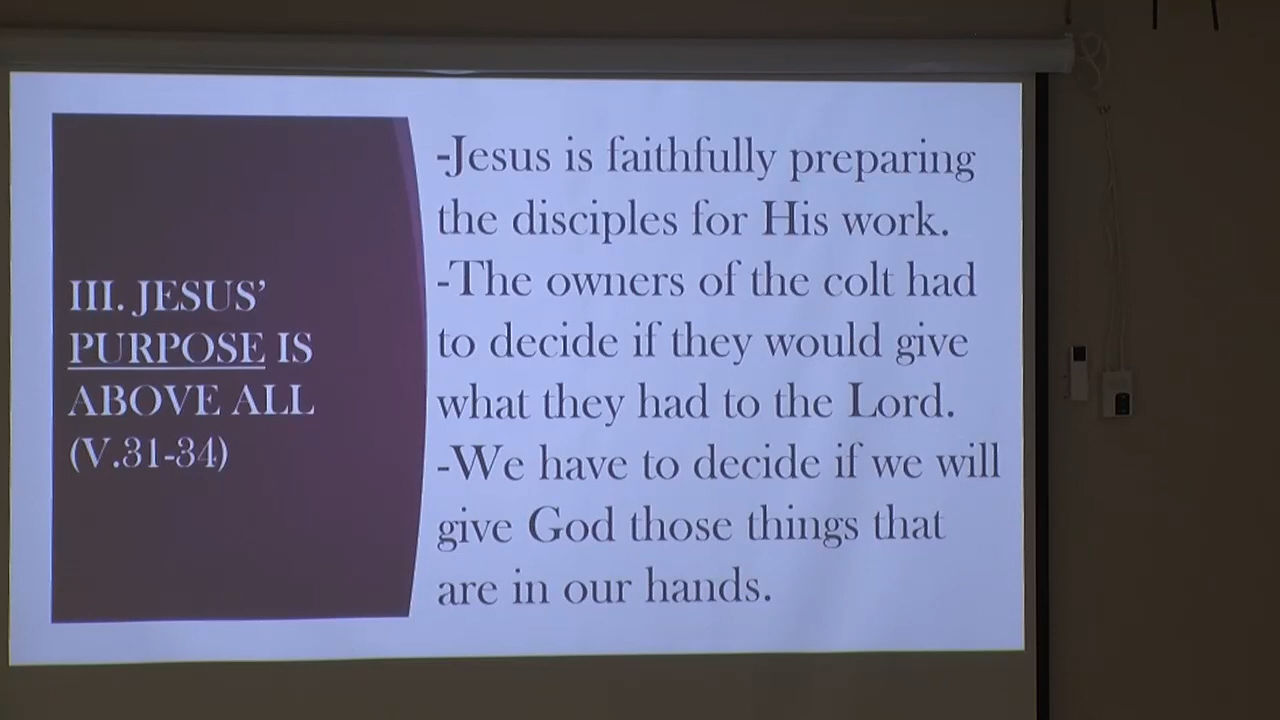 III. JESUS’
PURPOSE IS
ABOVE ALL
(V.31-34)
-Jesus is faithfully preparing
the disciples for His work.
-The owners of the colt had
to decide if they would give
what they had to the Lord.
-We have to decide if we will
give God those things that
are in our hands.